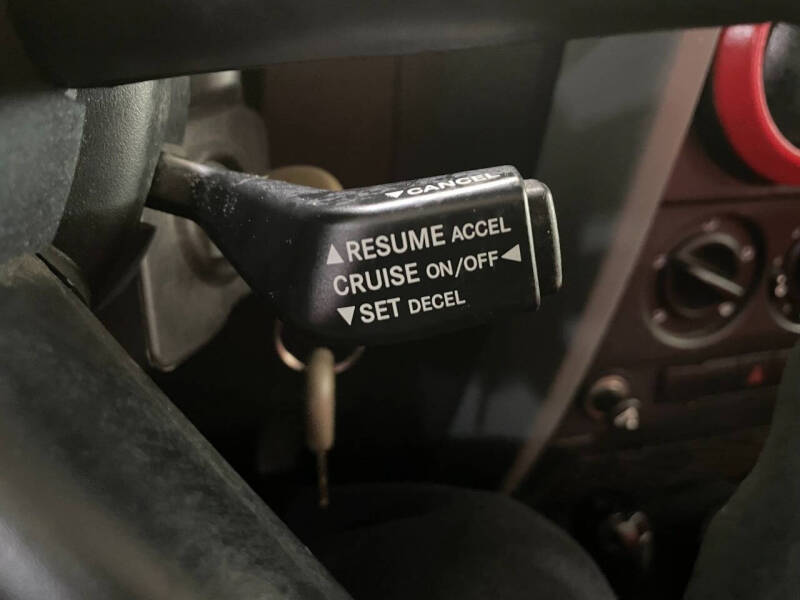 ▼CANCEL
▲RESUME ACCEL
CRUISE ON/OFF◀
▼SET DECEL